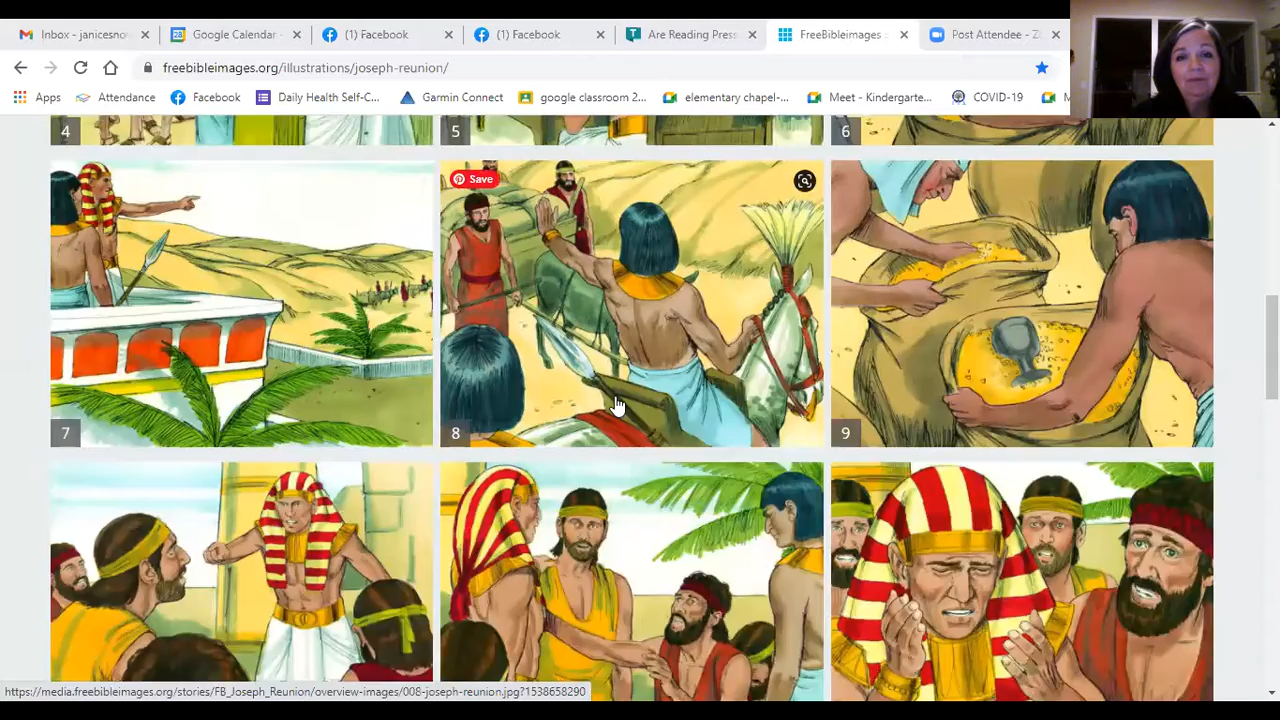 Inbox - janicesno
Google Calendar -
(1) Facebook
(1) Facebook
Are Reading Press
FreeBibleimages :
Post Attendee - Z
freebibleimages.org/illustrations/joseph-reunion/
Apps
Attendance
Facebook
Daily Health Self-C...
Garmin Connect
google classroom 2...
elementary chapel-...
Meet - Kindergarte...
COVID-19
M
4
5
6
Save
7
8
9
https://media.freebibleimages.org/stories/FB_Joseph_Reunion/overview-images/008-joseph-reunion.jpg?1538658290